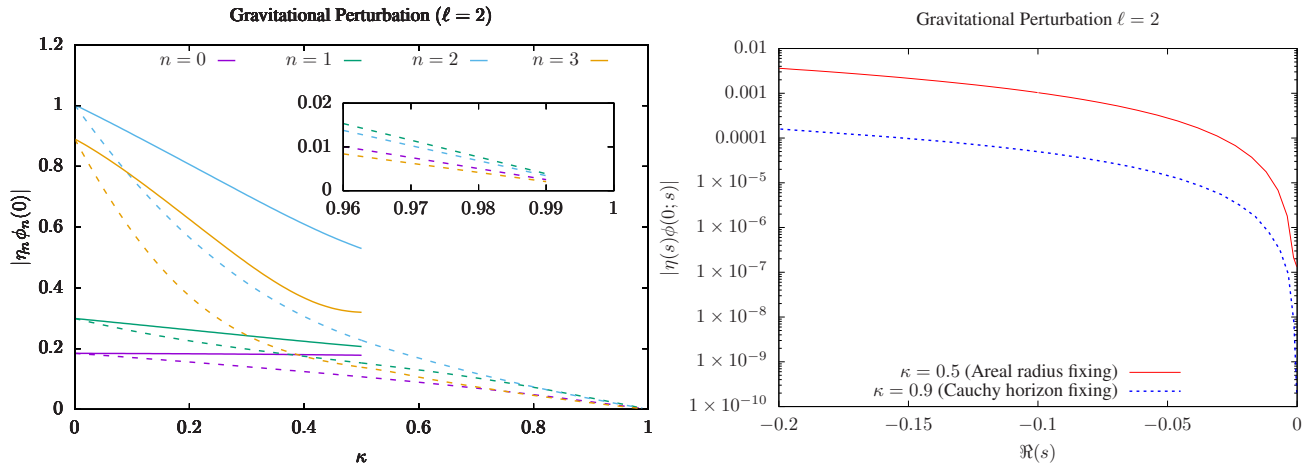 Gravitational Perturbation (ℓ = 2)
1.2
1
0.8
0.6
0.4
0.2
0
|ηₙϕₙ(0)|
n = 0
n = 1
n = 2
n = 3
0.02
0.01
0
0.96 0.97 0.98 0.99 1
0 0.2 0.4 0.6 0.8 1
κ
Gravitational Perturbation ℓ = 2
0.01
0.001
0.0001
1 × 10⁻⁵
1 × 10⁻⁶
1 × 10⁻⁷
1 × 10⁻⁸
1 × 10⁻⁹
1 × 10⁻¹⁰
|η(s)ϕ(0; s)|
κ = 0.5 (Areal radius fixing)
κ = 0.9 (Cauchy horizon fixing)
−0.2 −0.15 −0.1 −0.05 0
ℜ(s)